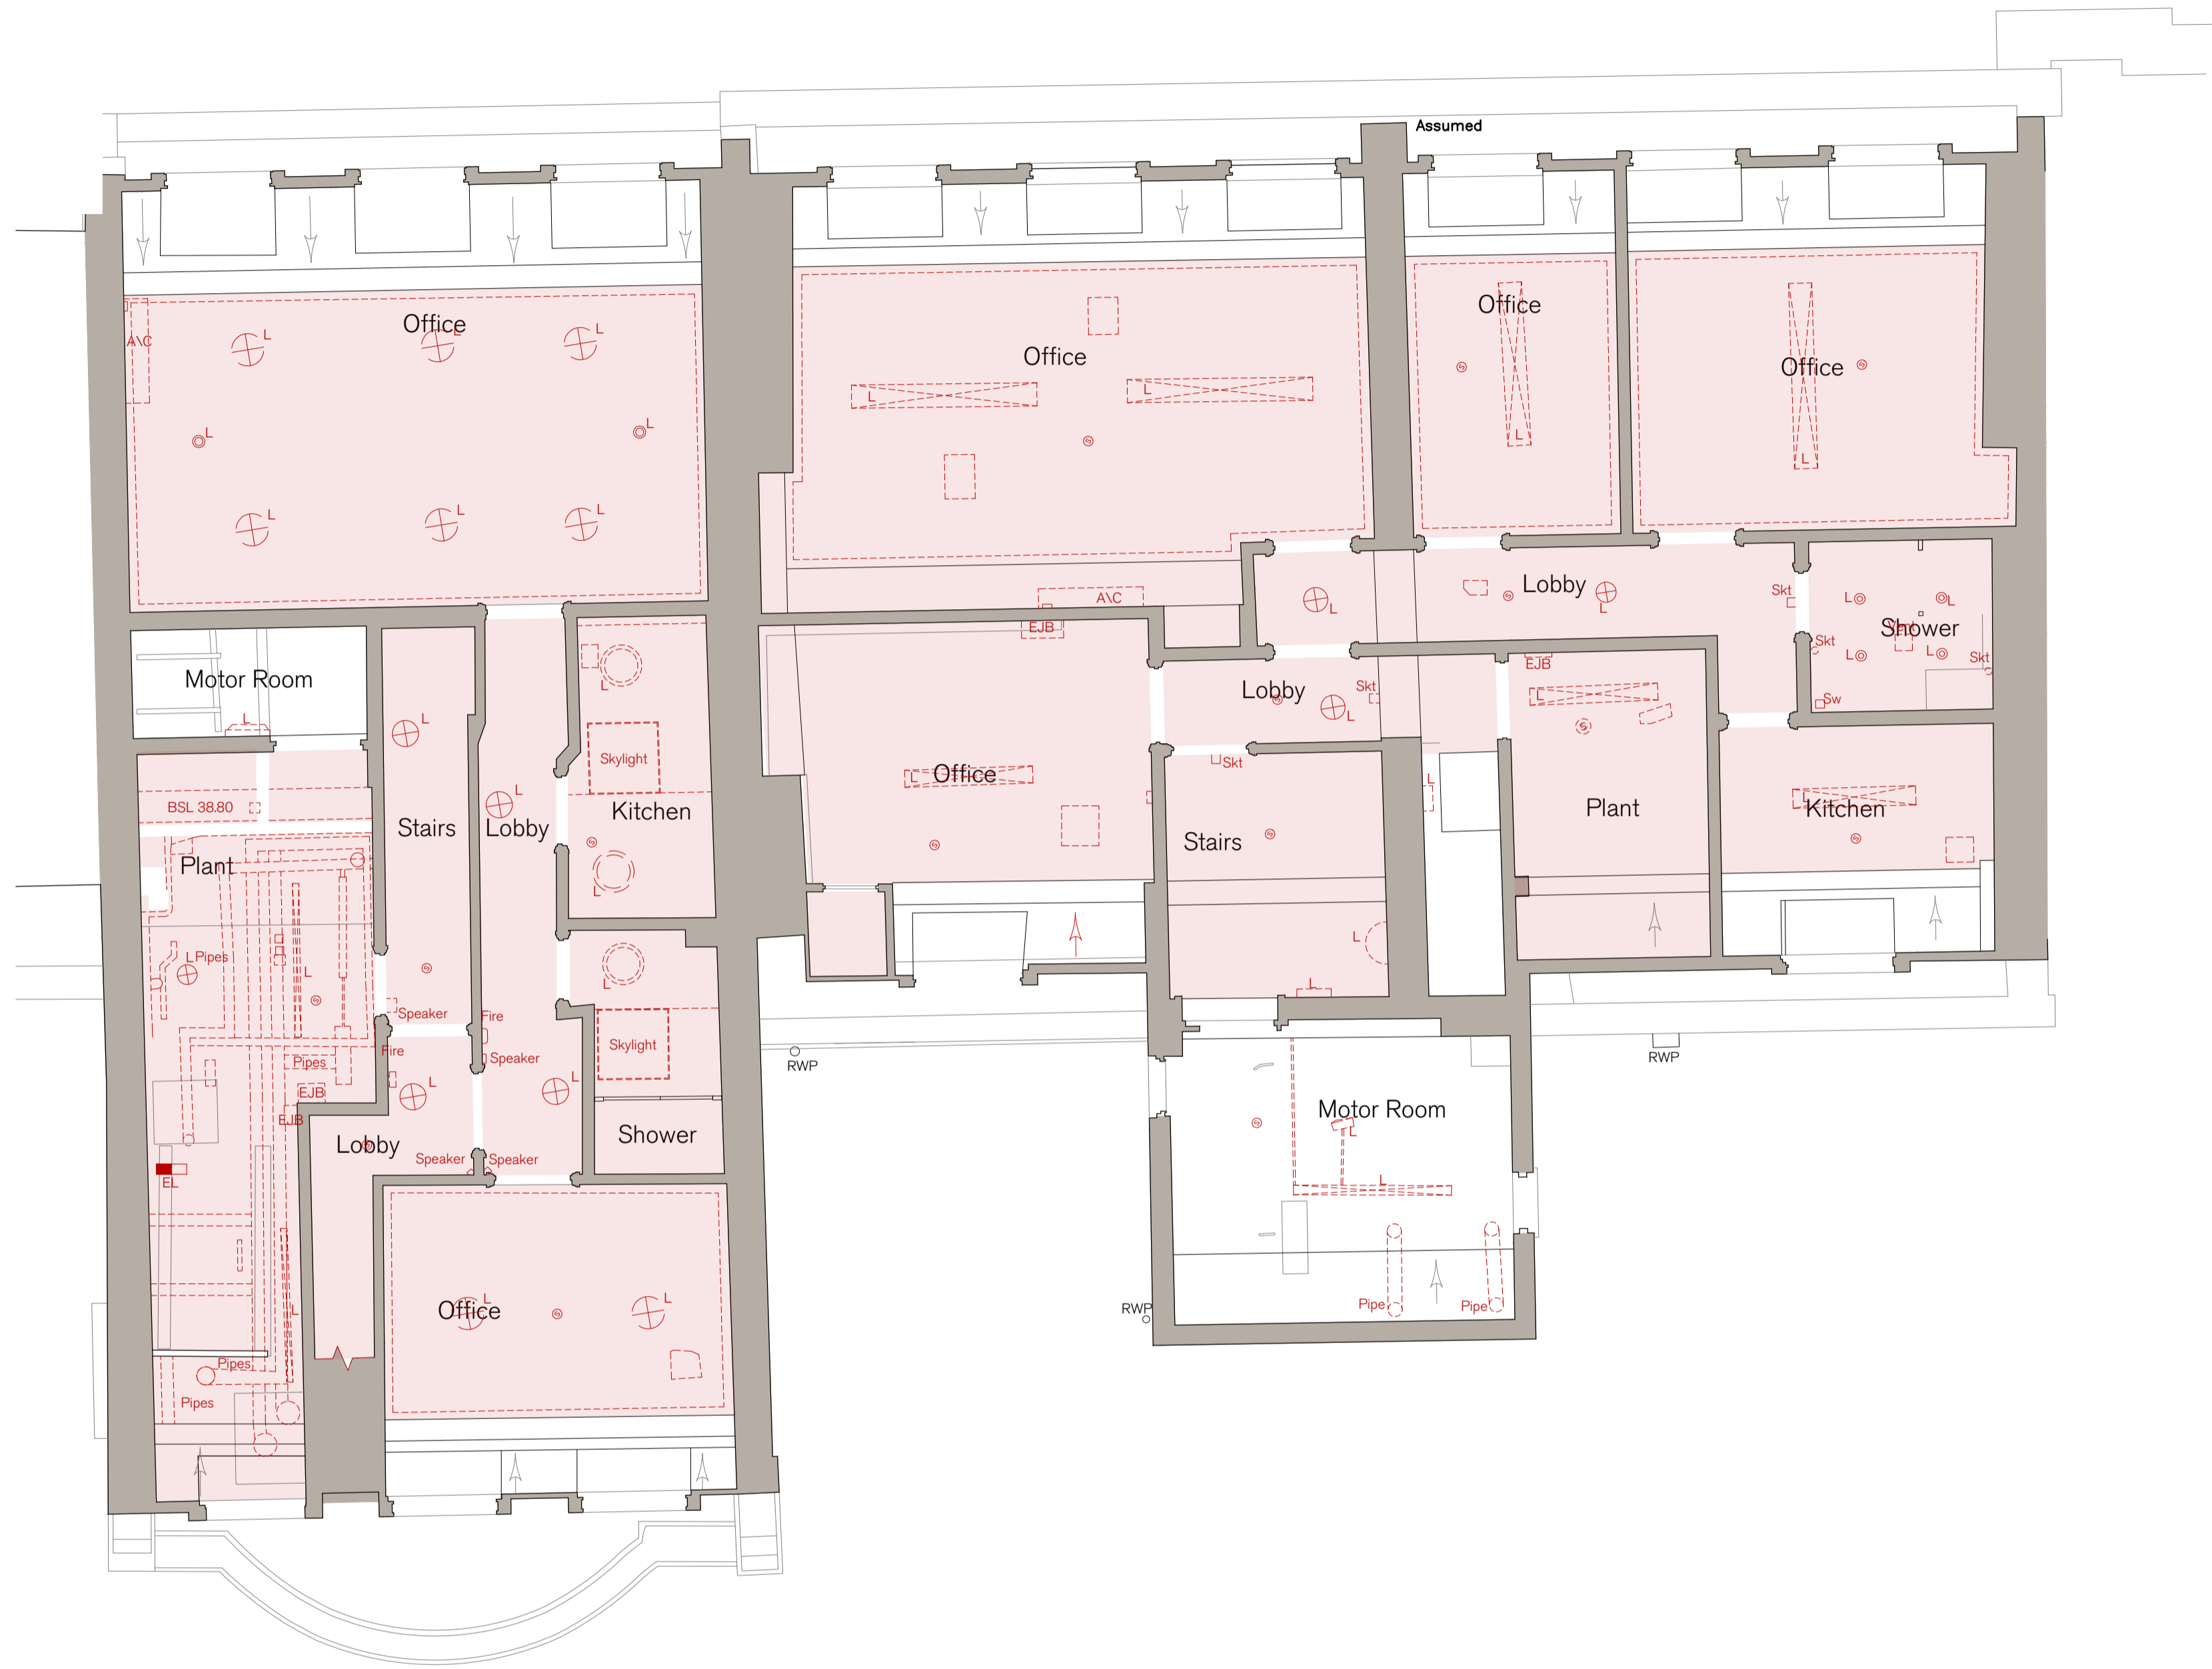 Assumed
Office
L
L
L
A\C
L
L
L
L
L
Office
L
L
Office
L
Office
L
Motor Room
L
BSL 38.80
Plant
L
Pipes
L
Pipes
EJB
EJB
EL
L
Pipes
Pipes
Stairs
L
Speaker
Fire
Lobby
L
Fire
Speaker
L
L
Speaker
Speaker
Lobby
L
Skylight
Kitchen
L
L
Skylight
Shower
Office
L
L
A\C
EJB
Office
L
Lobby
L
L
Skt
Lobby
L
Skt
Skt
Stairs
L
L
L
EJB
Plant
Skt
Sw
L
L
L
L
Vent
Shower
Skt
L
Kitchen
RWP
RWP
RWP
Motor Room
L
L
Pipe
Pipe